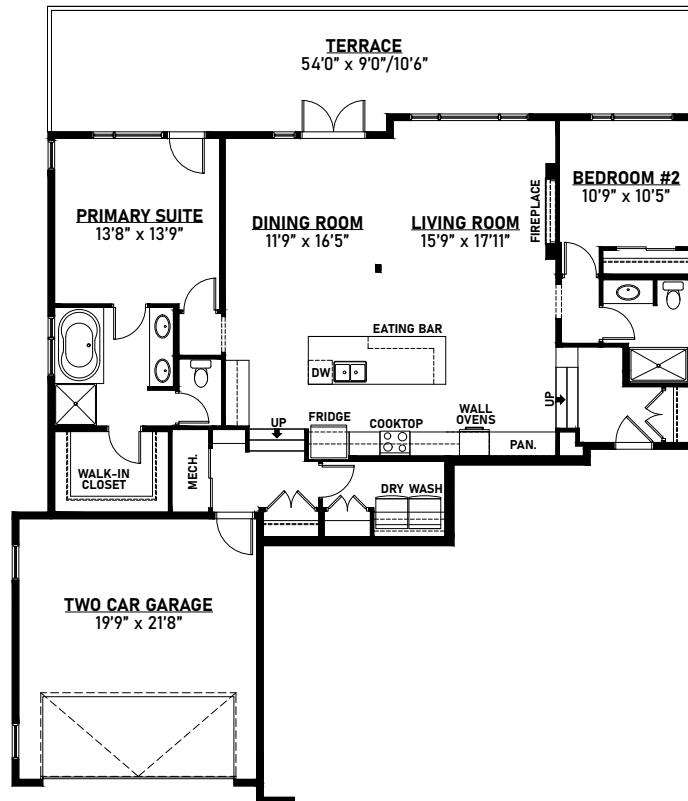 TERRACE
54'0" x 9'0"/10'6"
PRIMARY SUITE
13'8" x 13'9"
DINING ROOM
11'9" x 16'5"
LIVING ROOM
15'9" x 17'11"
FIREPLACE
BEDROOM #2
10'9" x 10'5"
EATING BAR
DW
UP
FRIDGE
COOKTOP
WALL
OVENS
PAN.
UP
WALK-IN
CLOSET
MECH.
DRY WASH
TWO CAR GARAGE
19'9" x 21'8"